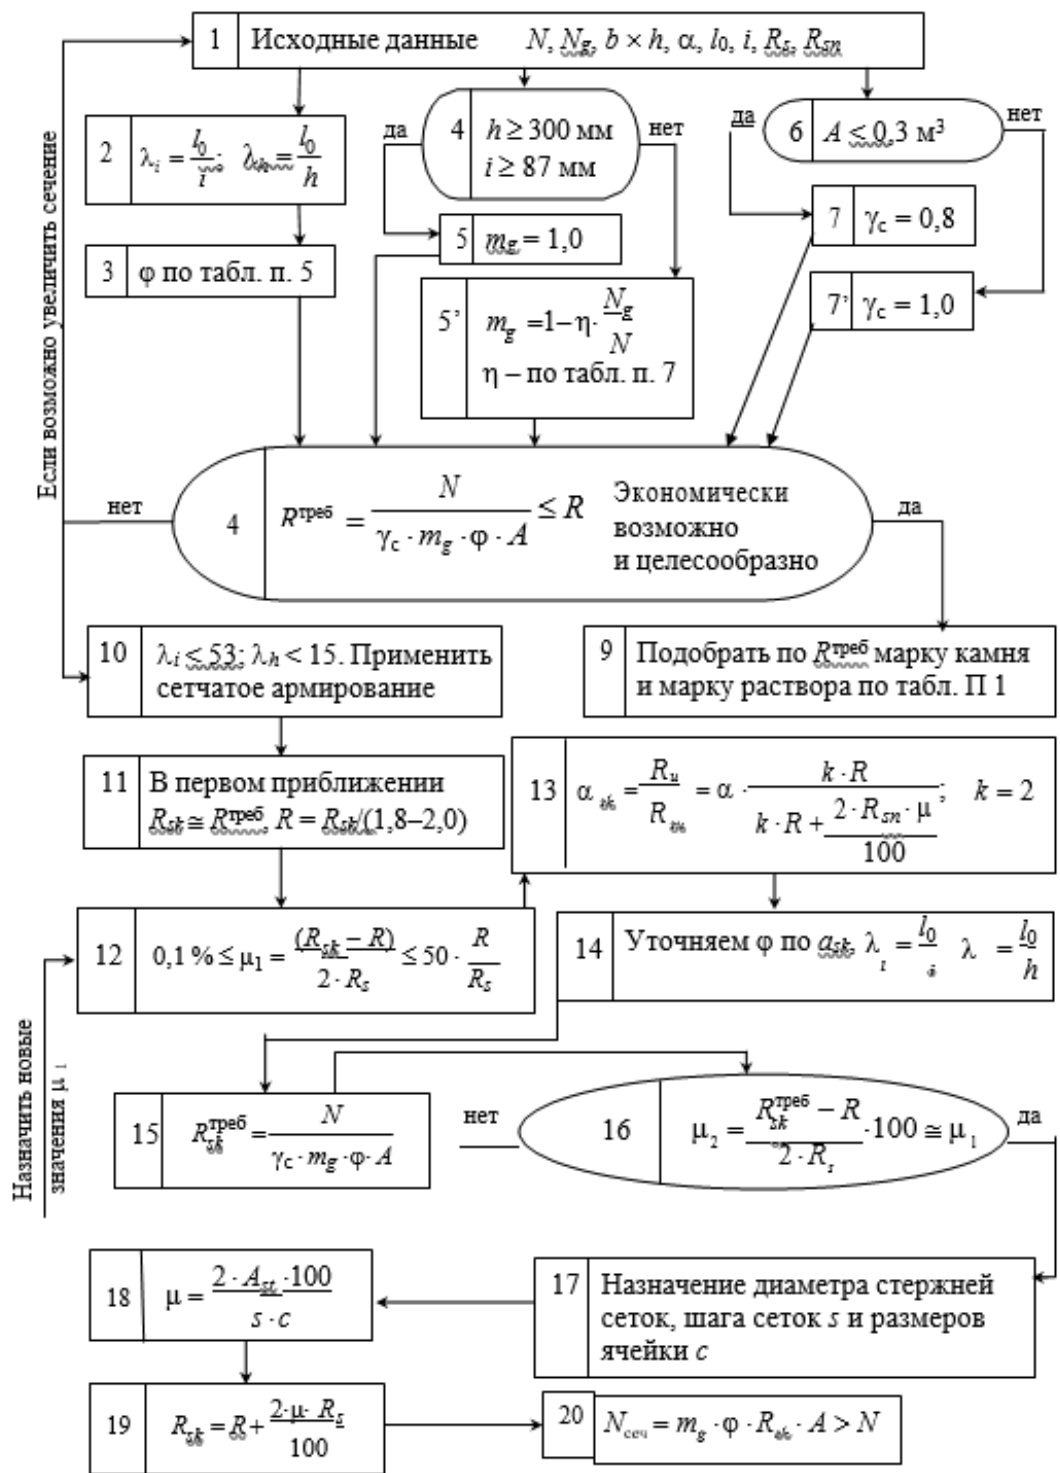 1 Исходные данные N, Ng, b × h, α, l0, i, Rs, Rsn
Если возможно увеличить сечение
2 λi = l0/i; λh = l0/h
да
4 h ≥ 300 мм
i ≥ 87 мм
нет
да
6 A ≤ 0,3 м³
нет
3 φ по табл. п. 5
5 mg = 1,0
7 γc = 0,8
5’ mg = 1– η · Ng/N
η – по табл. п. 7
7’ γc = 1,0
нет
4 Rтреб = N/(γc · mg · φ · A) ≤ R
Экономически
возможно
и целесообразно
да
10 λi ≤ 53; λh < 15. Применить
сетчатое армирование
9 Подобрать по Rтреб марку камня
и марку раствора по табл. П 1
11 В первом приближении
Rsk ≅ Rтреб, R = Rsk/(1,8–2,0)
13 αsk = Ru/Rsk = α · k · R/(k · R + 2 · Rsn · μ/100); k = 2
12 0,1 % ≤ μ1 = (Rsk – R)/(2 · Rs) ≤ 50 · R/Rs
14 Уточняем φ по ask, λi = l0/i λ = l0/h
Назначить новые
значения μ1
15 Rskтреб = N/(γc · mg · φ · A)
нет
16 μ2 = (Rskтреб – R)/(2 · Rs) · 100 ≅ μ1
да
18 μ = 2 · Ast · 100/(s · c)
17 Назначение диаметра стержней
сеток, шага сеток s и размеров
ячейки c
19 Rsk = R + 2 · μ · Rs/100
20 Nсеч = mg · φ · Rsk · A > N